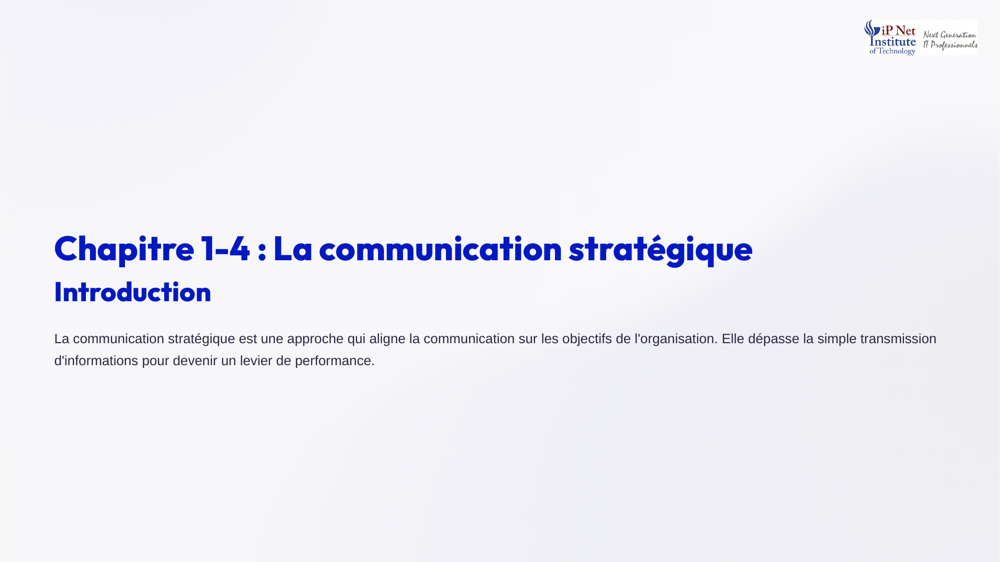 iP Net
Institute
of Technology
Next Generation
IT Professionnels
Chapitre 1-4 : La communication stratégique
Introduction
La communication stratégique est une approche qui aligne la communication sur les objectifs de l'organisation. Elle dépasse la simple transmission
d'informations pour devenir un levier de performance.